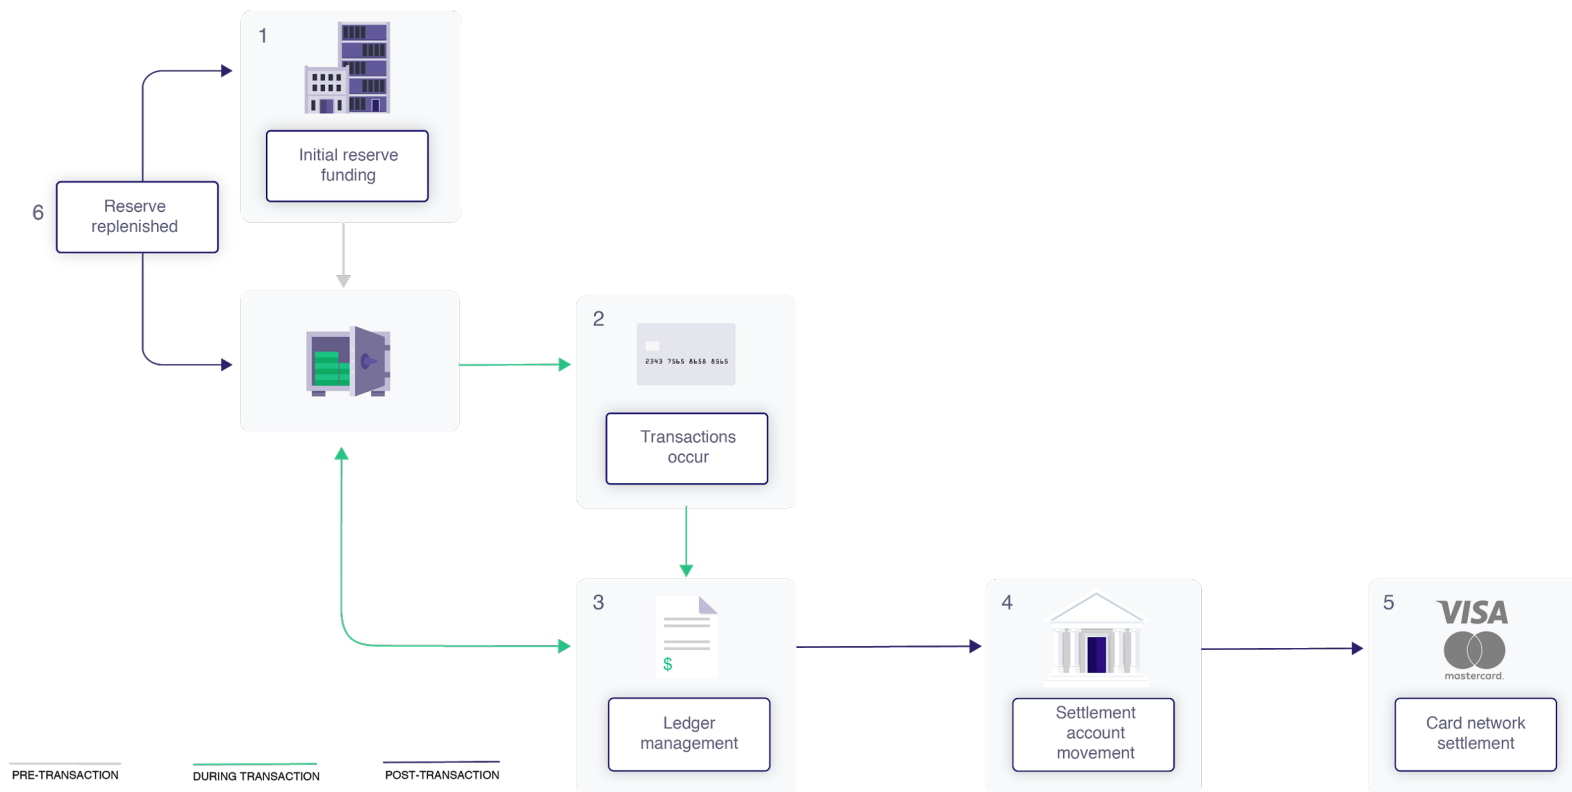 1
Initial reserve
funding
6
Reserve
replenished
2
2343 7565 8658 8565
Transactions
occur
3
$
Ledger
management
4
Settlement
account
movement
5
VISA
mastercard.
Card network
settlement
PRE-TRANSACTION
DURING TRANSACTION
POST-TRANSACTION